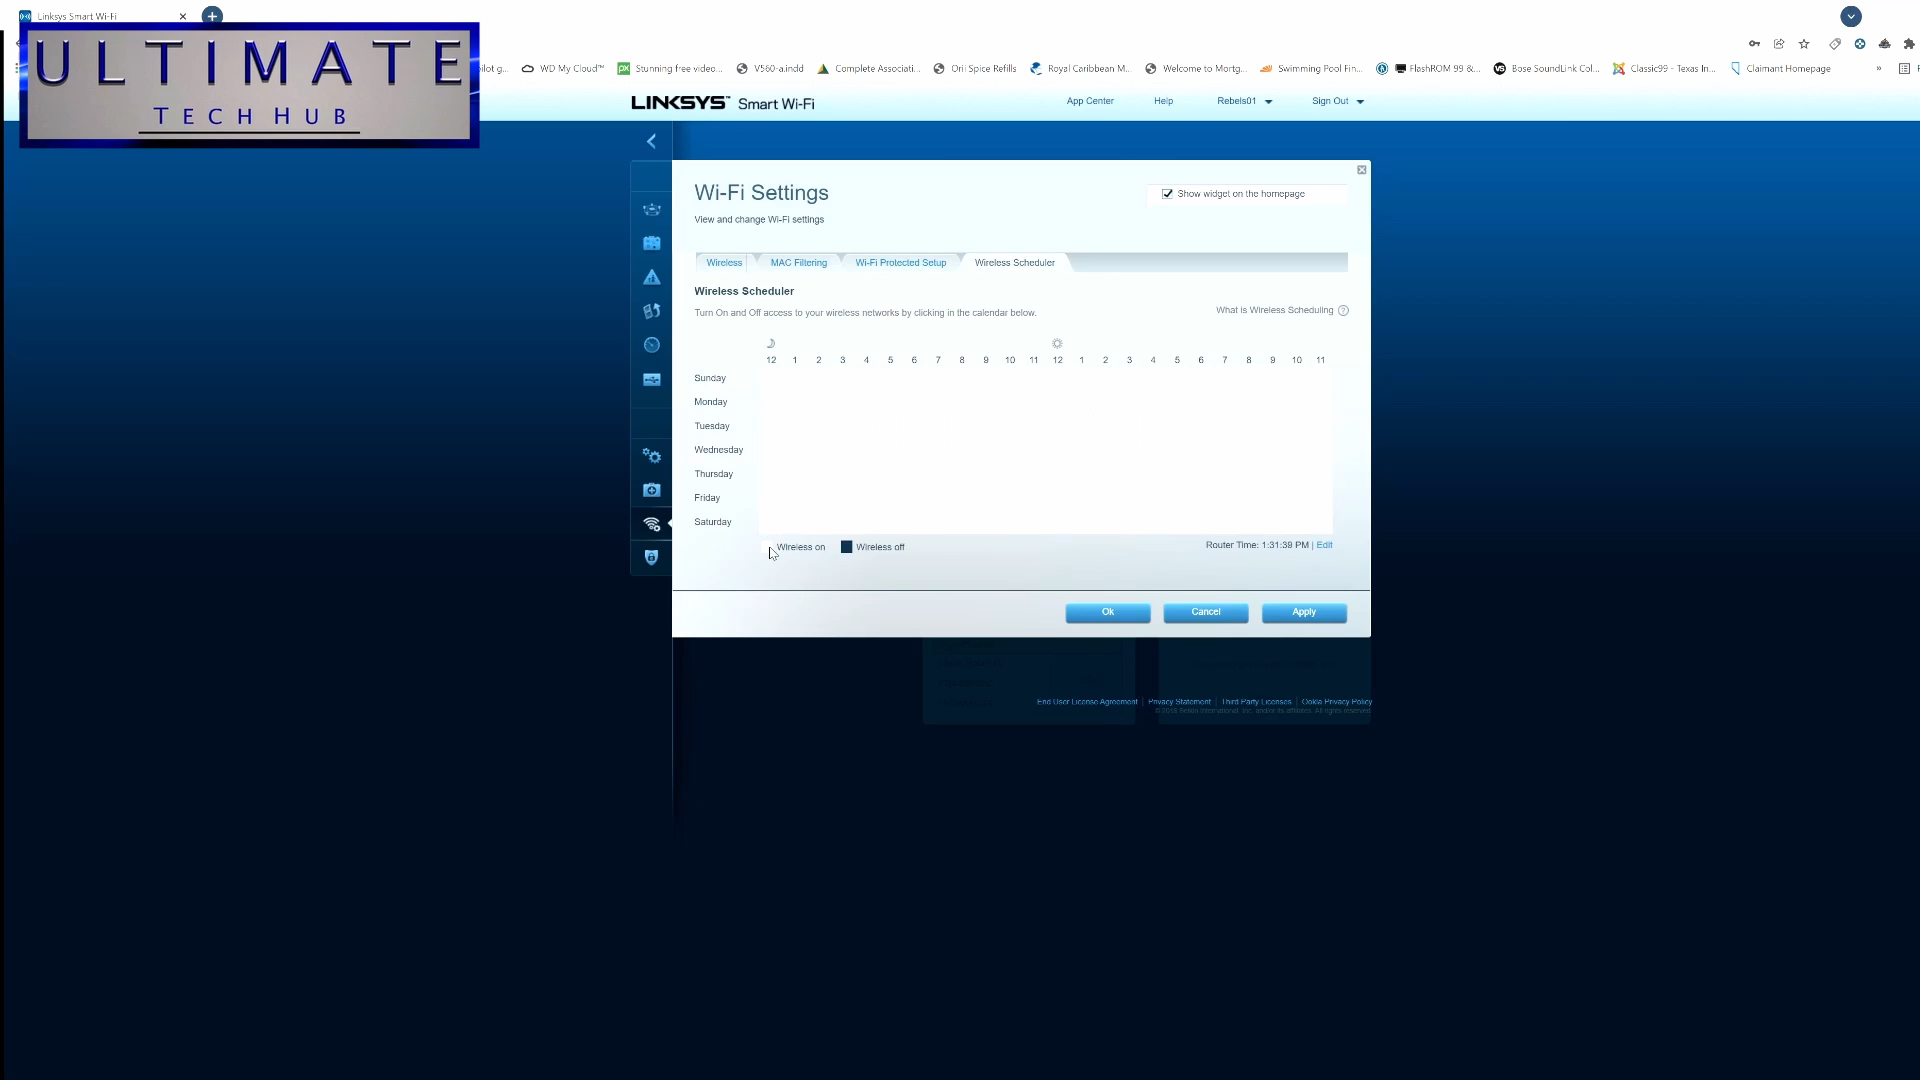 Linksys Smart Wi-Fi
ULTIMATE
TECH HUB
ilot g...
WD My Cloud™
Stunning free video...
V560-a.indd
Complete Associati...
Orii Spice Refills
Royal Caribbean M...
Welcome to Mortg...
Swimming Pool Fin...
FlashROM 99 &...
Bose SoundLink Col...
Classic99 - Texas In...
Claimant Homepage
»
LINKSYS™ Smart Wi-Fi
App Center
Help
Rebels01
Sign Out
Wi-Fi Settings
Show widget on the homepage
View and change Wi-Fi settings
Wireless
MAC Filtering
Wi-Fi Protected Setup
Wireless Scheduler
Wireless Scheduler
Turn On and Off access to your wireless networks by clicking in the calendar below.
What is Wireless Scheduling ?
12 1 2 3 4 5 6 7 8 9 10 11 12 1 2 3 4 5 6 7 8 9 10 11
Sunday
Monday
Tuesday
Wednesday
Thursday
Friday
Saturday
Wireless on
Wireless off
Router Time: 1:31:39 PM | Edit
Ok
Cancel
Apply
End User License Agreement | Privacy Statement | Third Party Licenses | Ookla Privacy Policy